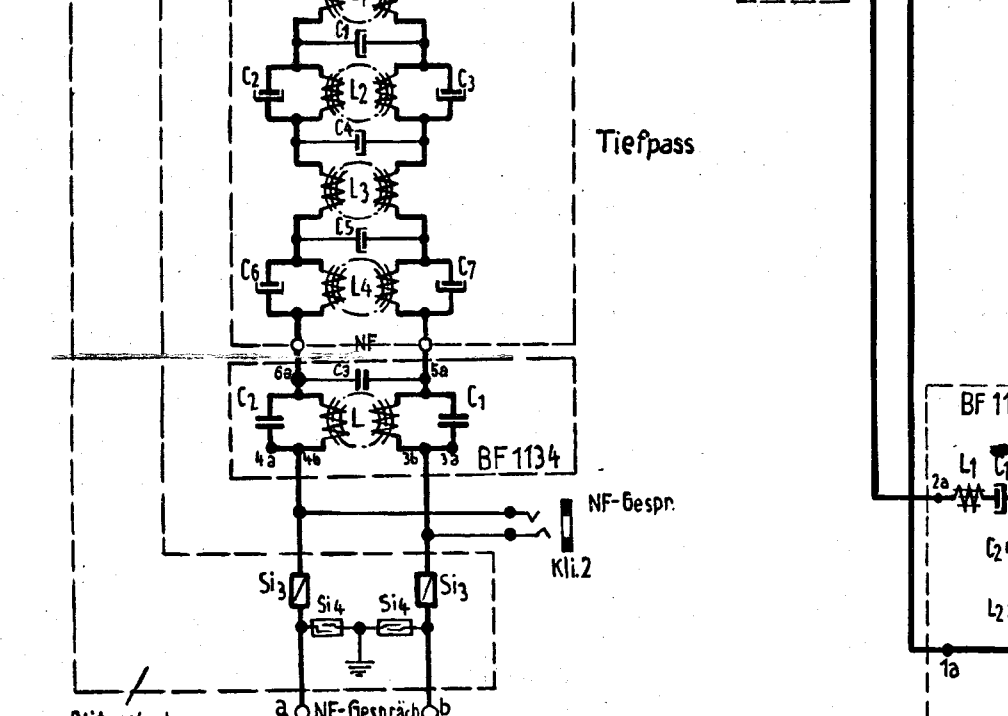 C1
C2
L2
C3
C4
Tiefpass
L3
C5
C6
L4
C7
NF
6a
C3
5a
C2
L
C1
4a
4b
3b
3a
BF 1134
BF 11
NF-Gespr.
Kli.2
L1
2a
C2
L2
1a
Si3
Si3
Si4
Si4
a
NF-Gespräch
b